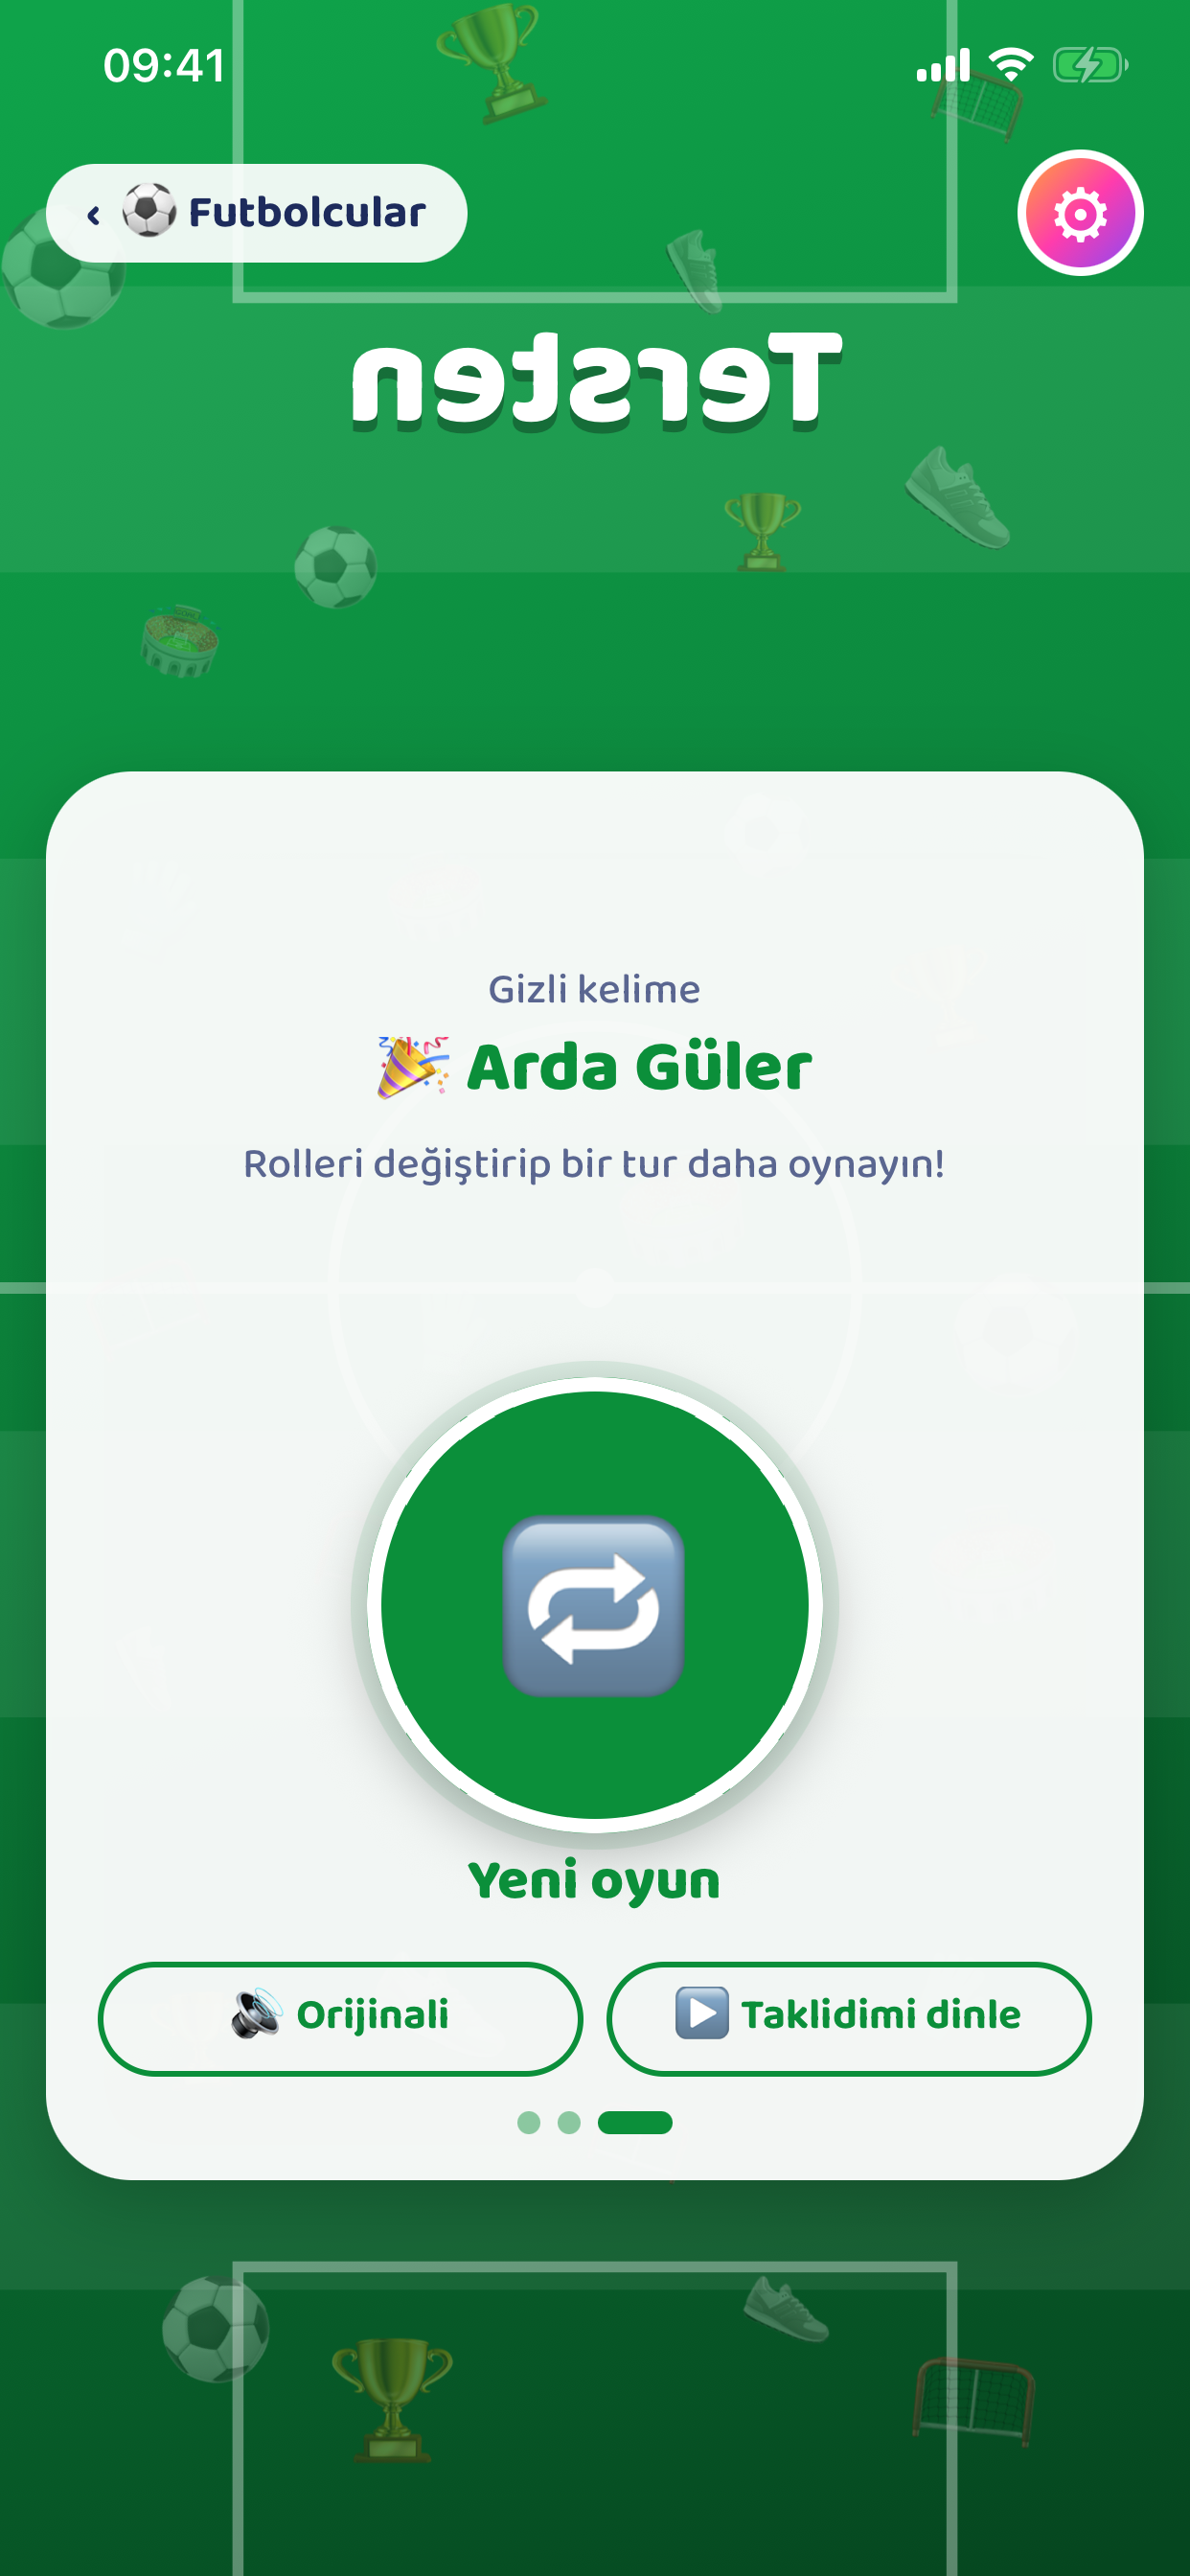 09:41
‹ ⚽ Futbolcular
Tersten
Gizli kelime
🎉 Arda Güler
Rolleri değiştirip bir tur daha oynayın!
Yeni oyun
🔊 Orijinali
▶️ Taklidimi dinle